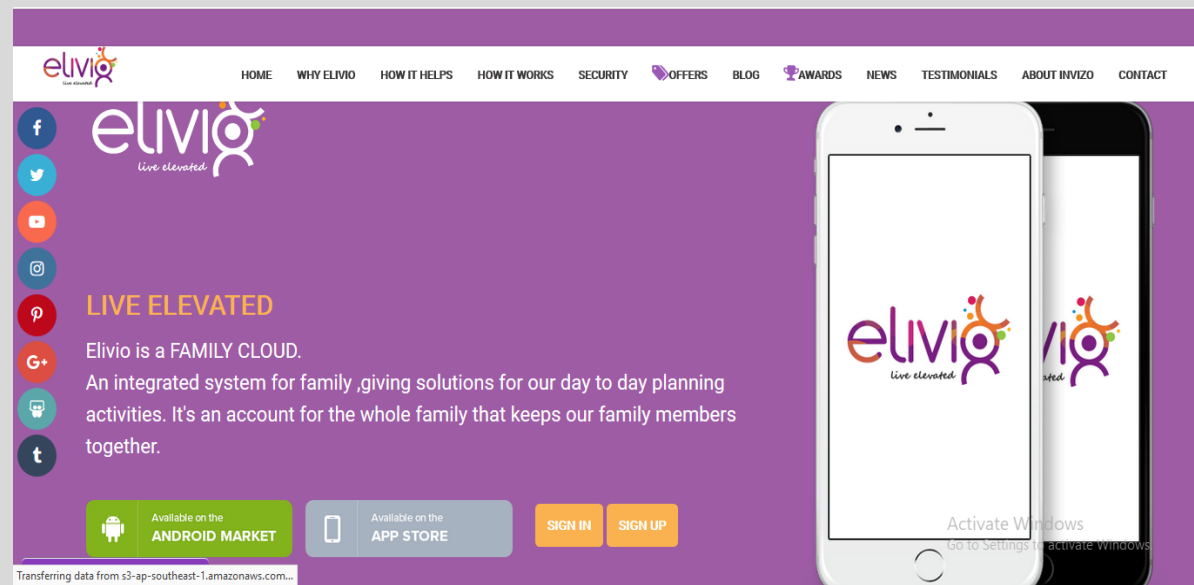 elivio
live elevated
HOME WHY ELIVIO HOW IT HELPS HOW IT WORKS SECURITY OFFERS BLOG AWARDS NEWS TESTIMONIALS ABOUT INVIZO CONTACT
elivio
live elevated
LIVE ELEVATED
Elivio is a FAMILY CLOUD.
An integrated system for family ,giving solutions for our day to day planning
activities. It's an account for the whole family that keeps our family members
together.
Available on the
ANDROID MARKET
Available on the
APP STORE
SIGN IN SIGN UP
elivio
live elevated
vio
ated
Activate Windows
Go to Settings to activate Windows
Transferring data from s3-ap-southeast-1.amazonaws.com...